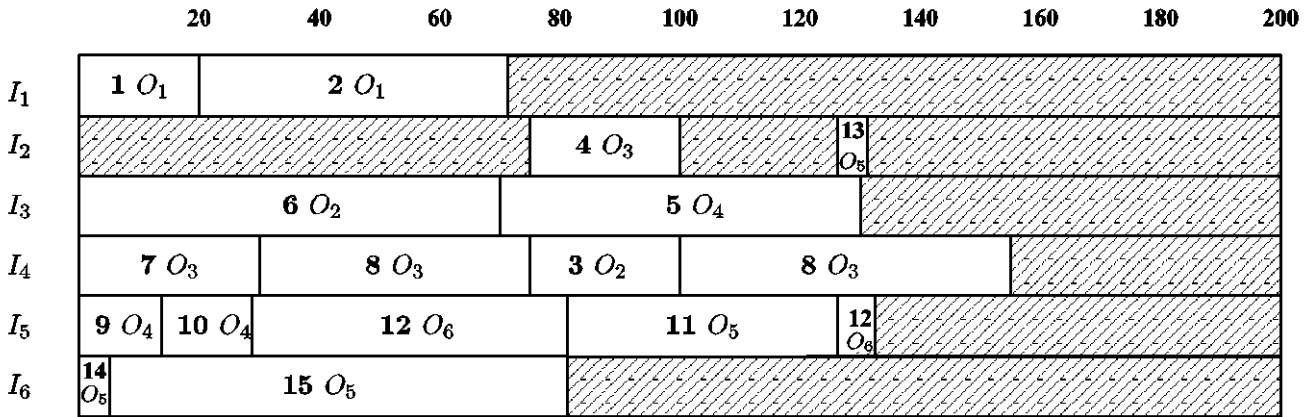 20 40 60 80 100 120 140 160 180 200
I₁ 1 O₁ 2 O₁
I₂ 4 O₃ 13 O₅
I₃ 6 O₂ 5 O₄
I₄ 7 O₃ 8 O₃ 3 O₂ 8 O₃
I₅ 9 O₄ 10 O₄ 12 O₆ 11 O₅ 12 O₆
I₆ 14 O₅ 15 O₅